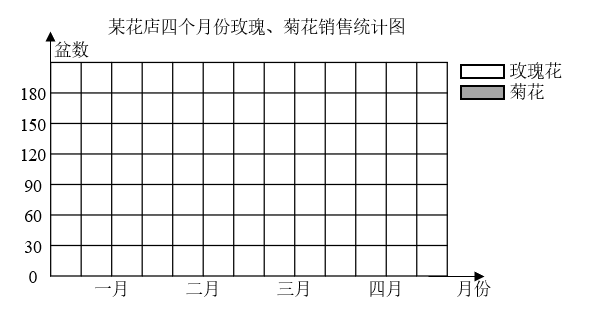 某花店四个月份玫瑰、菊花销售统计图
盆数
玫瑰花
菊花
180
150
120
90
60
30
0
一月 二月 三月 四月 月份